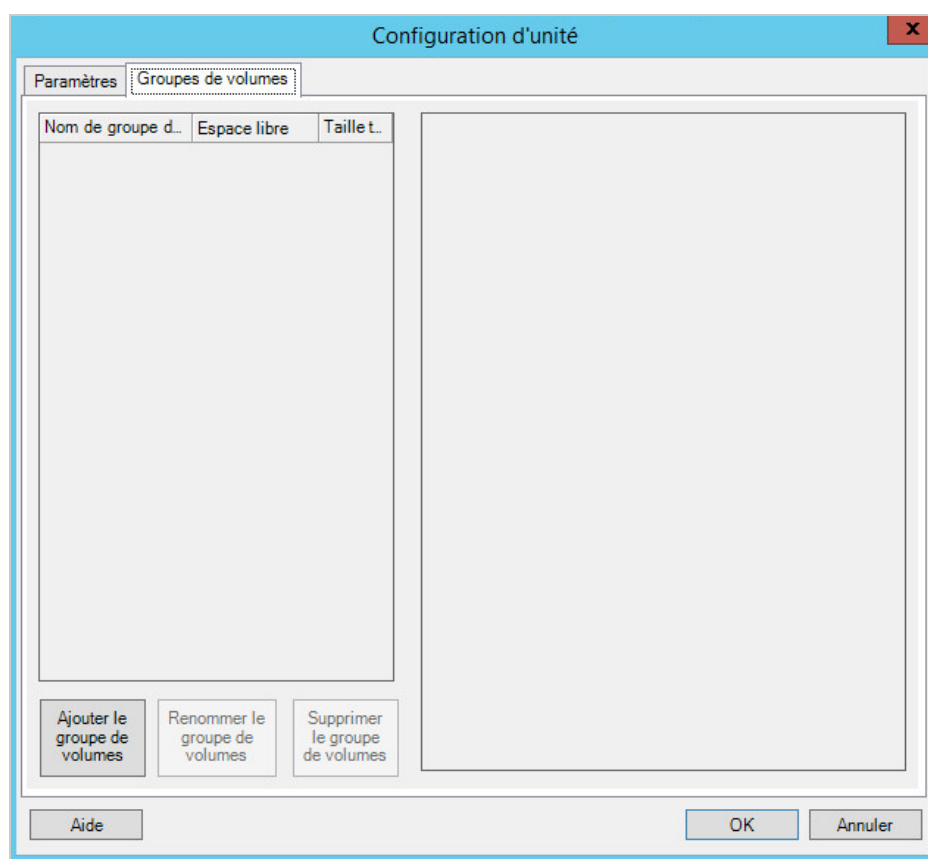 Configuration d'unité
x
Paramètres Groupes de volumes
Nom de groupe d... Espace libre Taille t...
Ajouter le
groupe de
volumes
Renommer le
groupe de
volumes
Supprimer
le groupe
de volumes
Aide OK Annuler